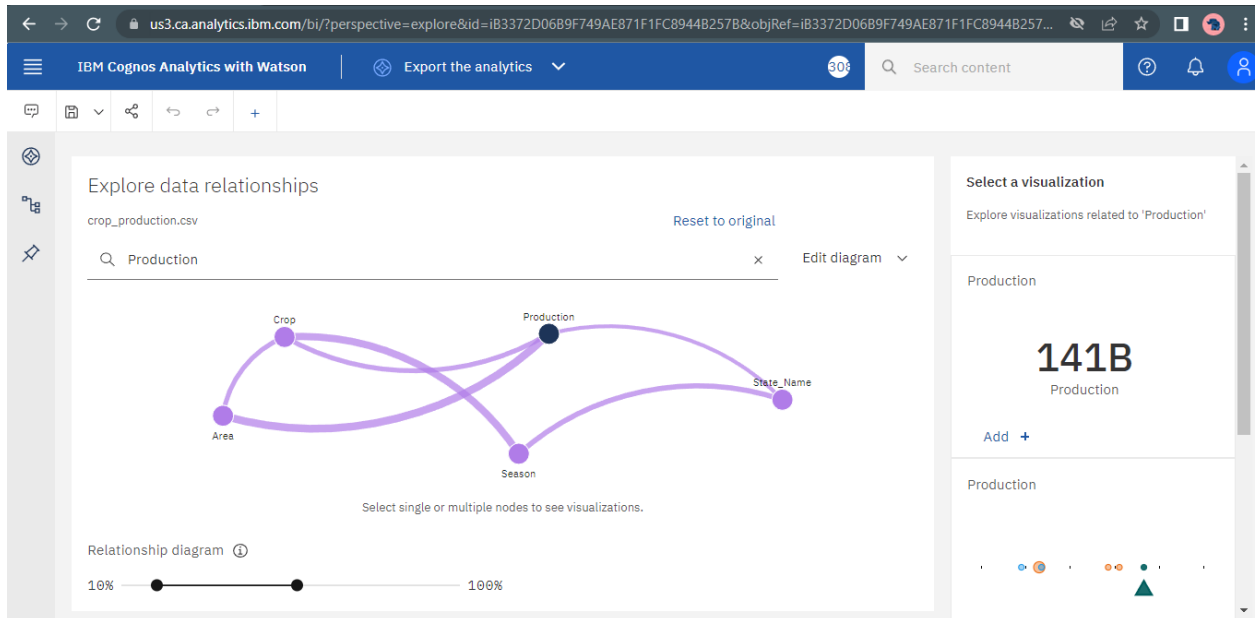 us3.ca.analytics.ibm.com/bi/?perspective=explore&id=iB3372D06B9F749AE871F1FC8944B257B&objRef=iB3372D06B9F749AE871F1FC8944B257...
IBM Cognos Analytics with Watson
Export the analytics
308
Search content
Explore data relationships
crop_production.csv
Reset to original
Production
Edit diagram
Crop
Production
State_Name
Area
Season
Select single or multiple nodes to see visualizations.
Relationship diagram
10%
100%
Select a visualization
Explore visualizations related to 'Production'
Production
141B
Production
Add +
Production